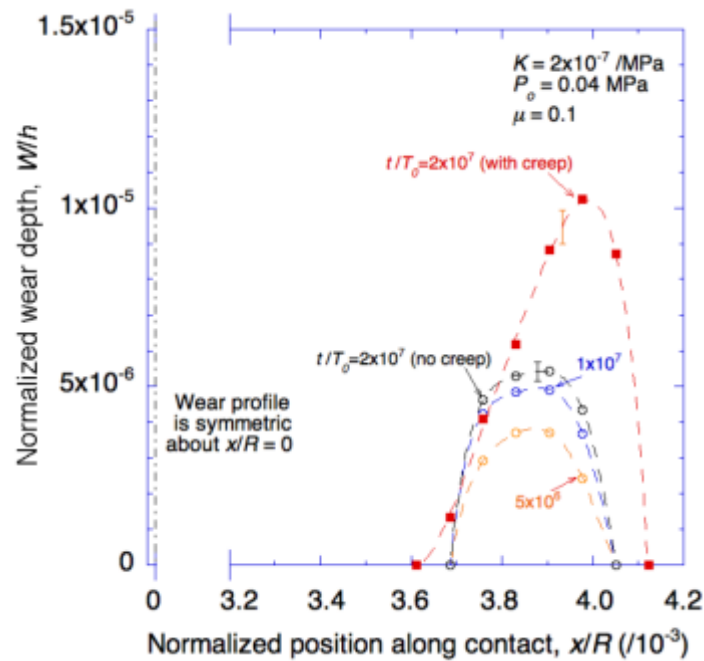 1.5x10⁻⁵
K = 2x10⁻⁷ /MPa
Pₒ = 0.04 MPa
μ = 0.1
t/T₀=2x10⁷ (with creep)
1x10⁻⁵
Normalized wear depth, W/h
t/T₀=2x10⁷ (no creep)
1x10⁷
5x10⁻⁶
Wear profile
is symmetric
about x/R = 0
5x10⁶
0
0 3.2 3.4 3.6 3.8 4.0 4.2
Normalized position along contact, x/R (/10⁻³)